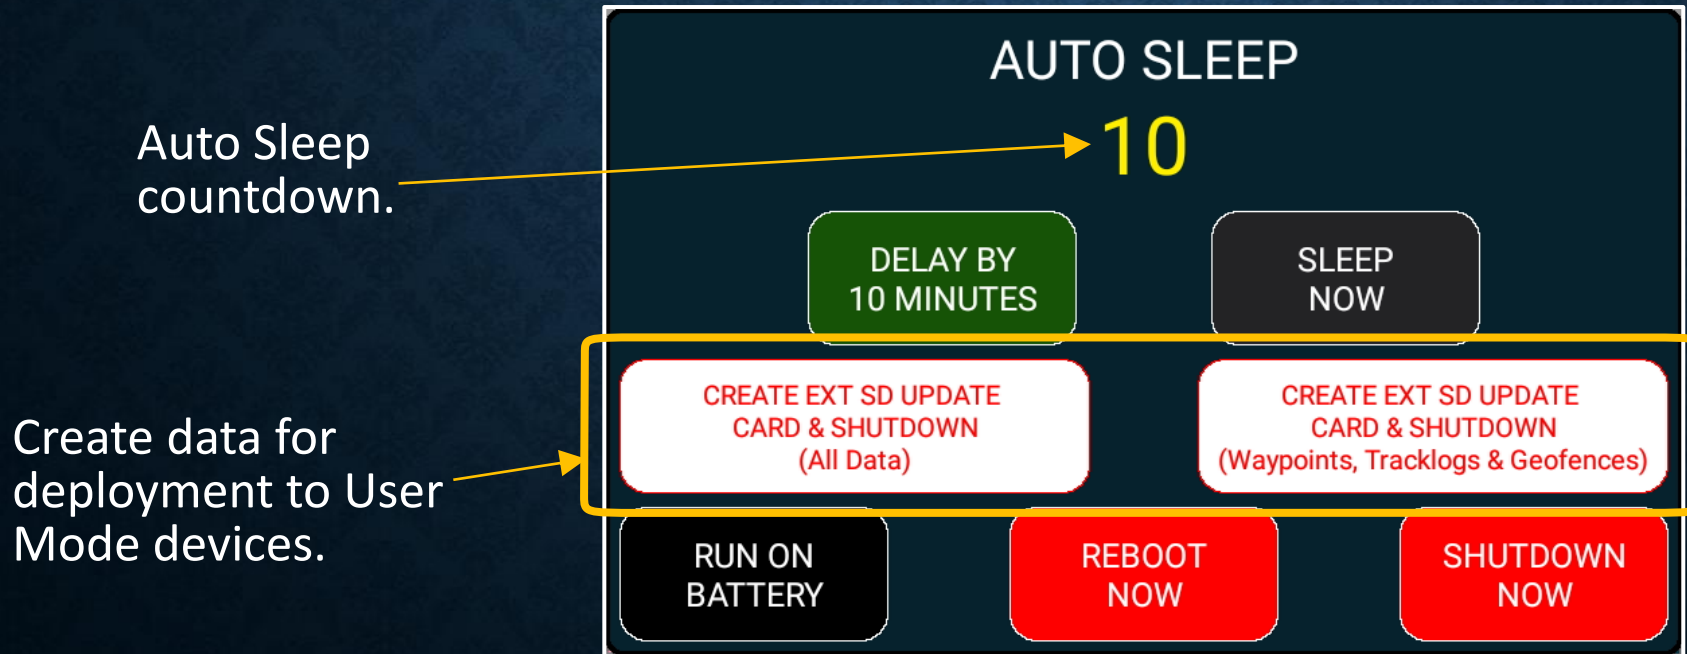 AUTO SLEEP
10
Auto Sleep
countdown.
DELAY BY
10 MINUTES
SLEEP
NOW
Create data for
deployment to User
Mode devices.
CREATE EXT SD UPDATE
CARD & SHUTDOWN
(All Data)
CREATE EXT SD UPDATE
CARD & SHUTDOWN
(Waypoints, Tracklogs & Geofences)
RUN ON
BATTERY
REBOOT
NOW
SHUTDOWN
NOW